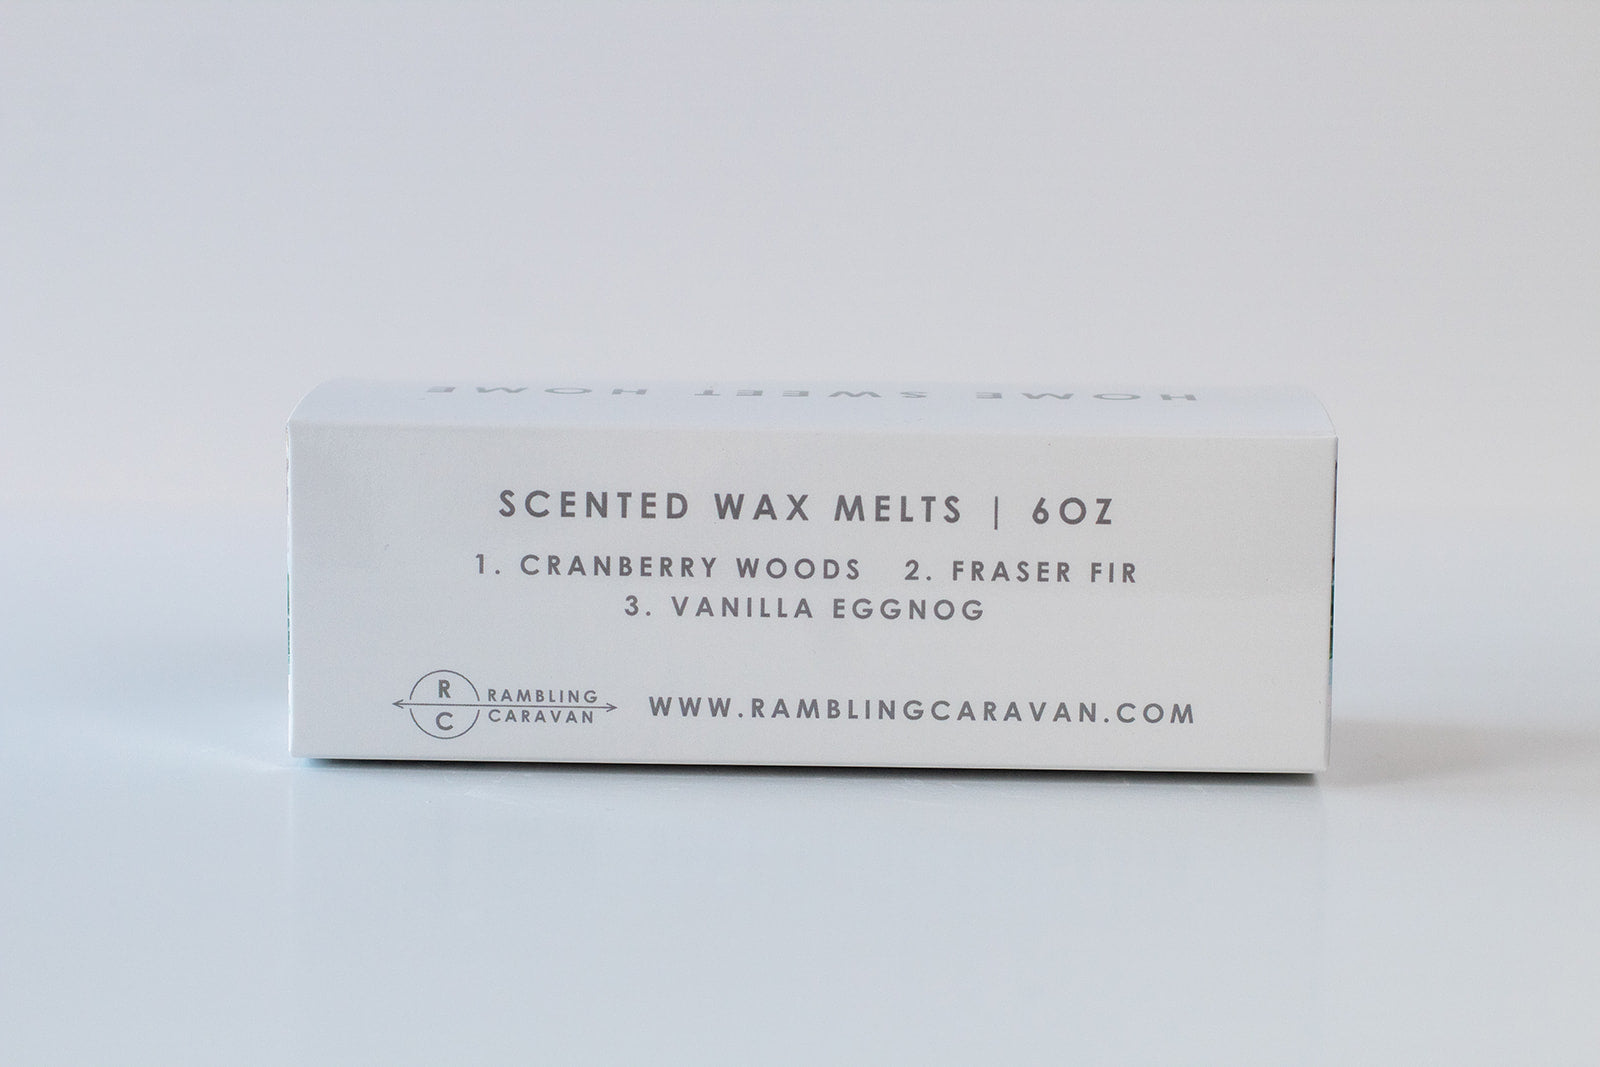 HOME SWEET HOME
SCENTED WAX MELTS | 6OZ
1. CRANBERRY WOODS 2. FRASER FIR
3. VANILLA EGGNOG
R
C
RAMBLING
CARAVAN
WWW.RAMBLINGCARAVAN.COM